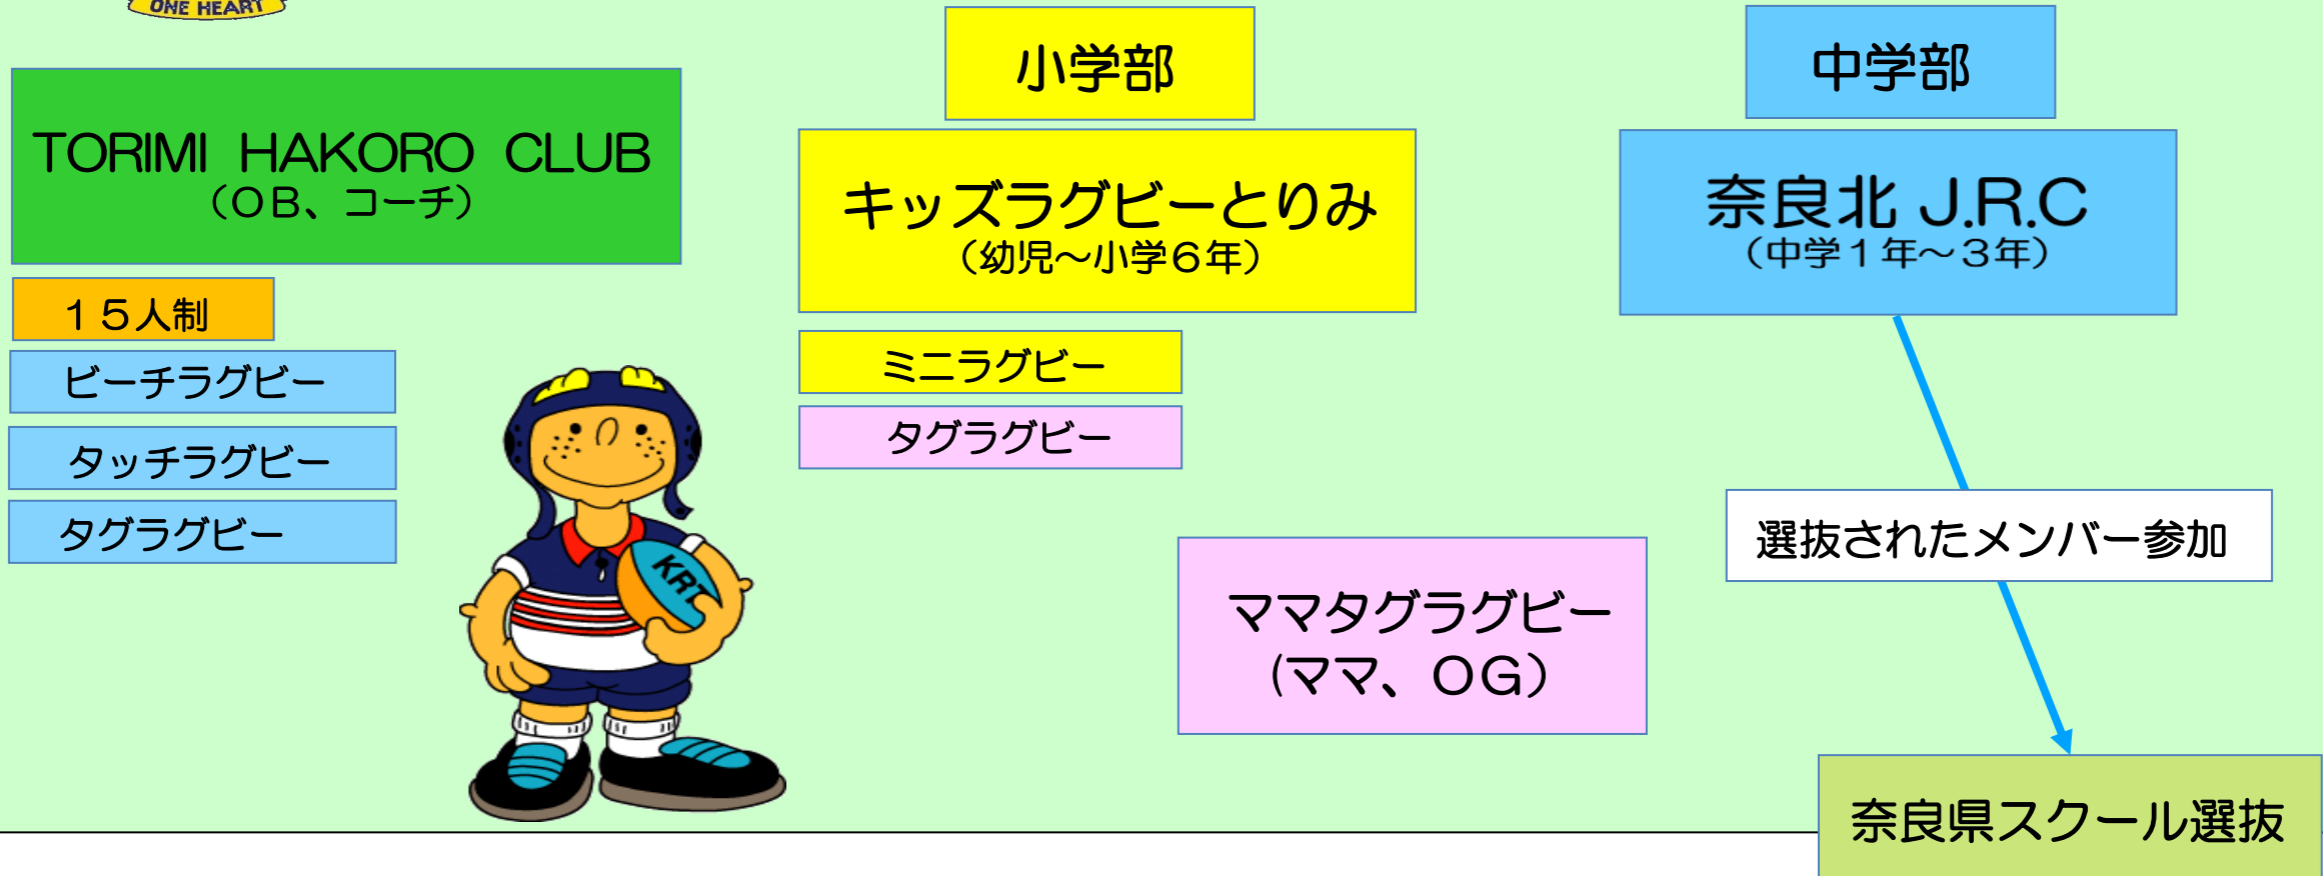 ONE HEART
TORIMI HAKORO CLUB
（ＯＢ、コーチ）
１５人制
ビーチラグビー
タッチラグビー
タグラグビー
小学部
キッズラグビーとりみ
（幼児～小学６年）
ミニラグビー
タグラグビー
KRT
ママタグラグビー
(ママ、ＯＧ）
中学部
奈良北 J.R.C
（中学１年～３年）
選抜されたメンバー参加
奈良県スクール選抜